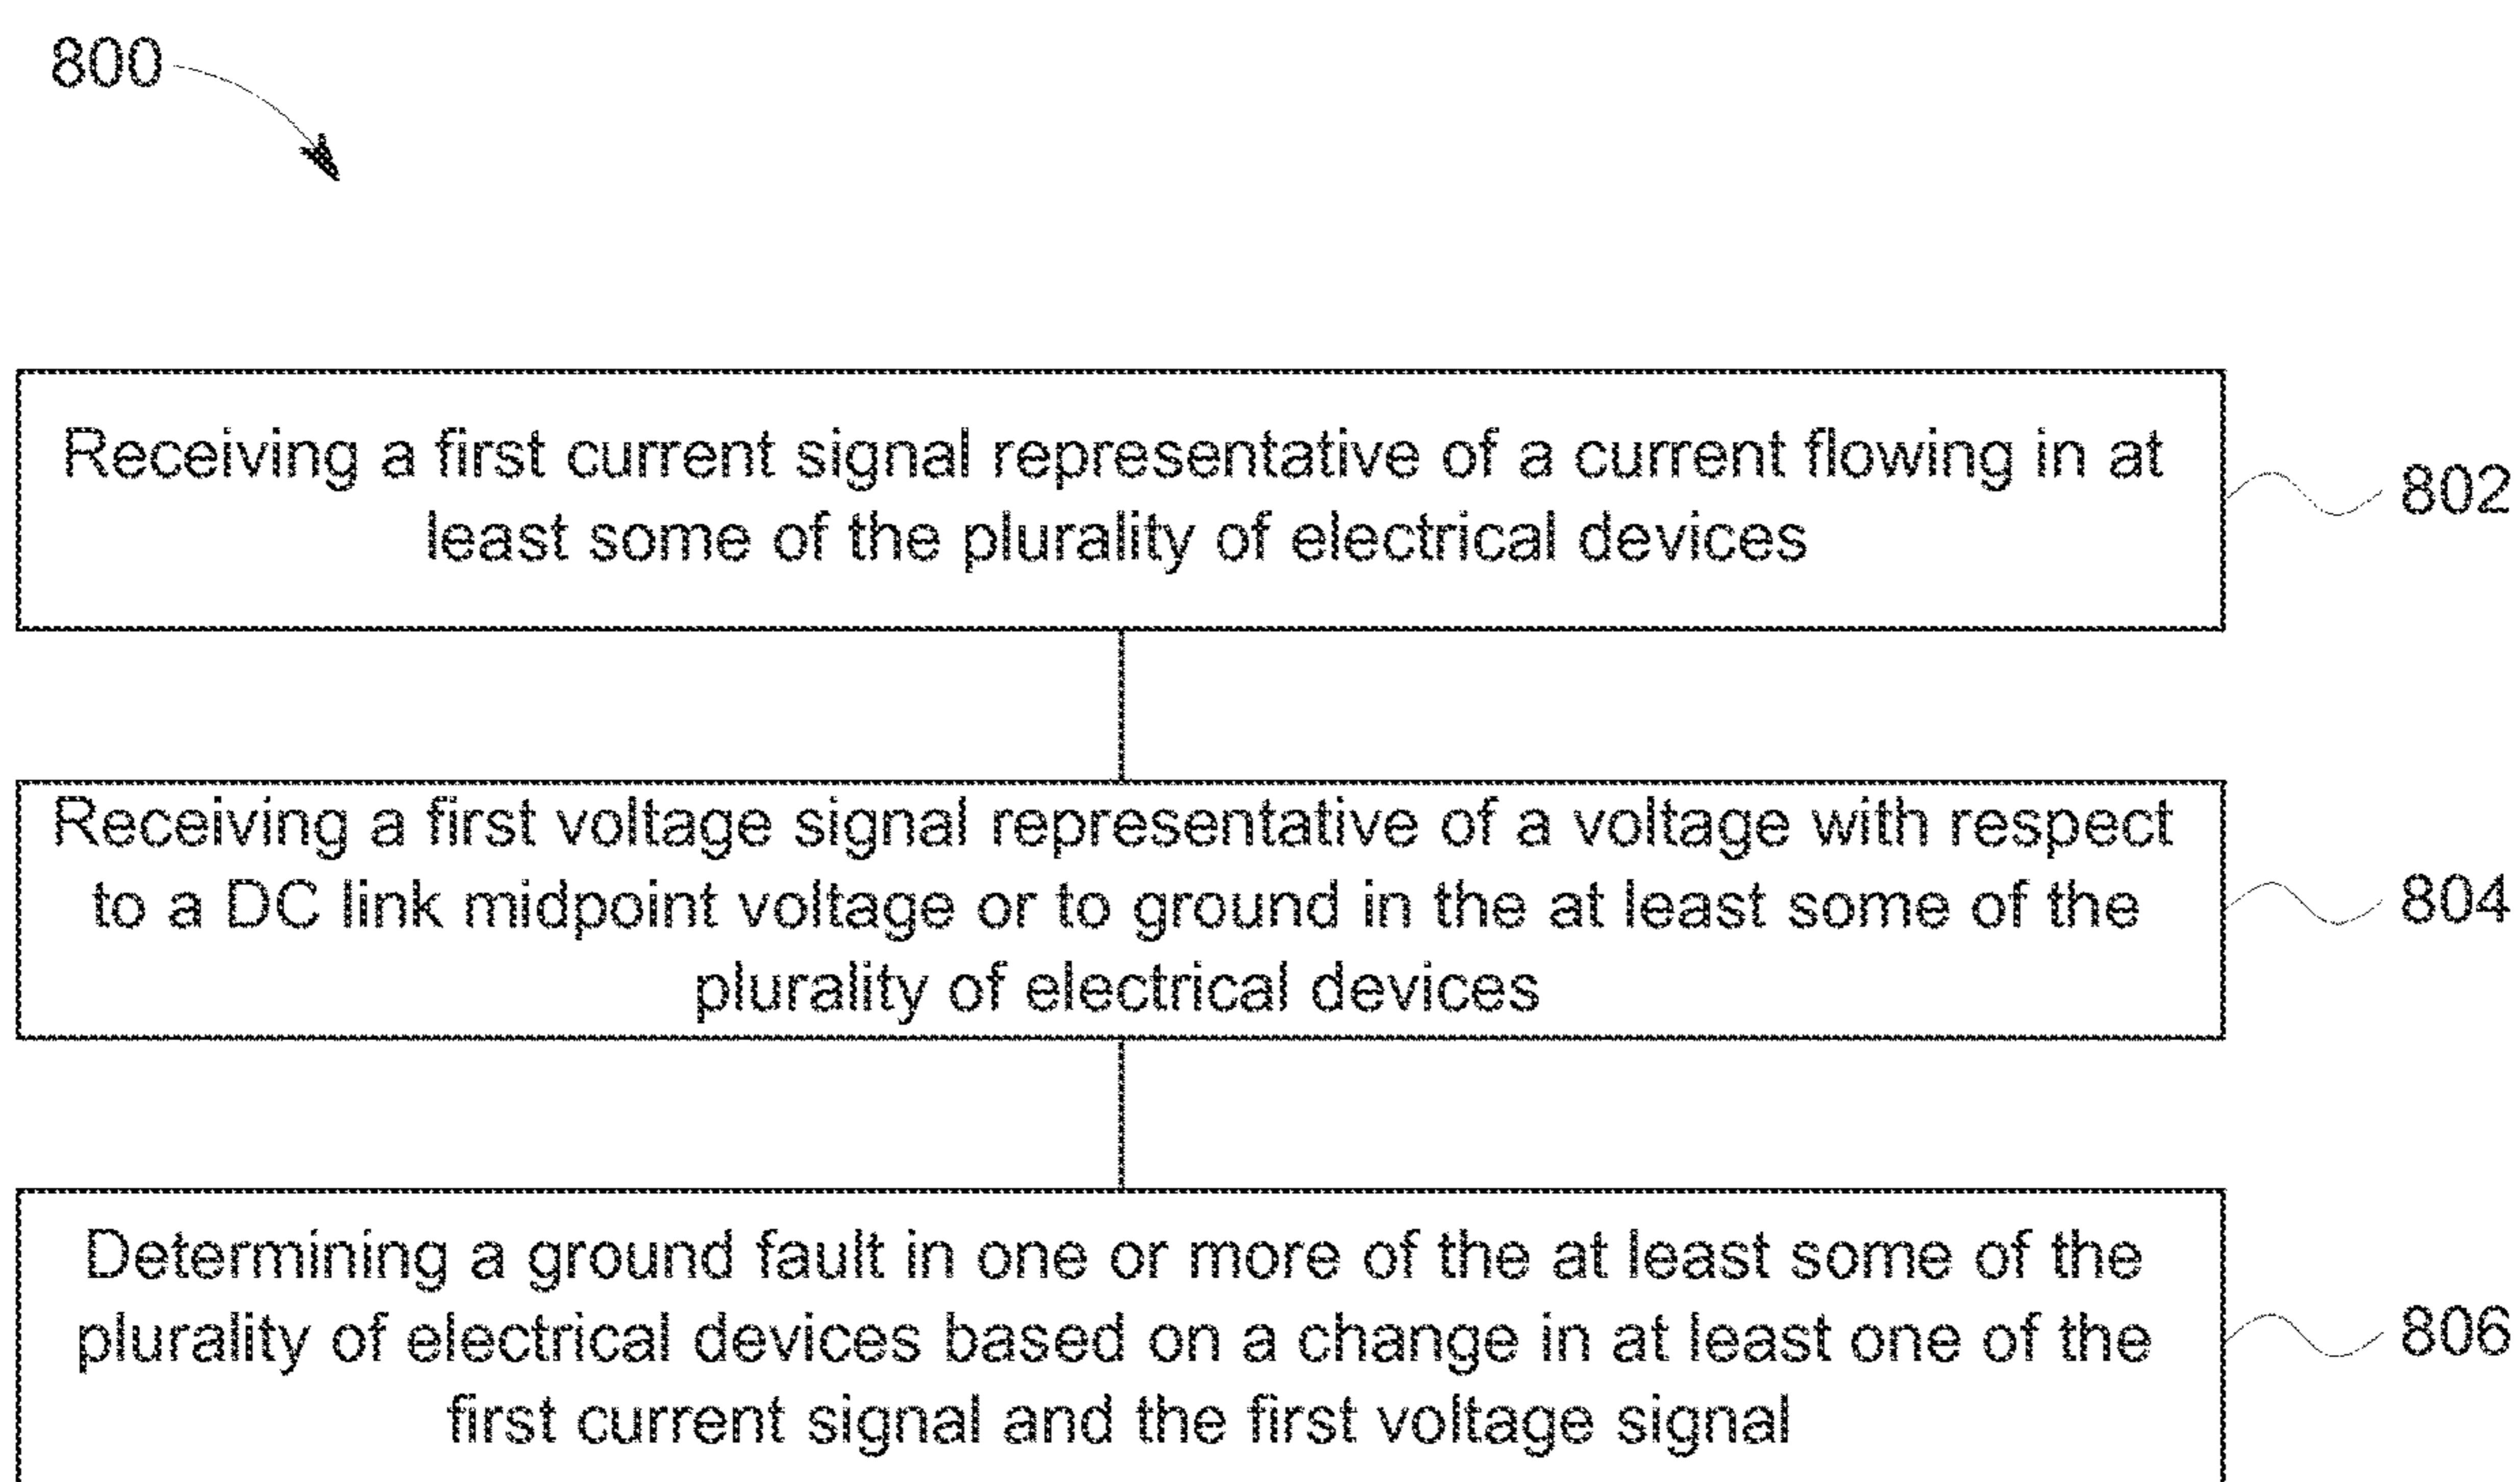 800
Receiving a first current signal representative of a current flowing in at
least some of the plurality of electrical devices
802
Receiving a first voltage signal representative of a voltage with respect
to a DC link midpoint voltage or to ground in the at least some of the
plurality of electrical devices
804
Determining a ground fault in one or more of the at least some of the
plurality of electrical devices based on a change in at least one of the
first current signal and the first voltage signal
806